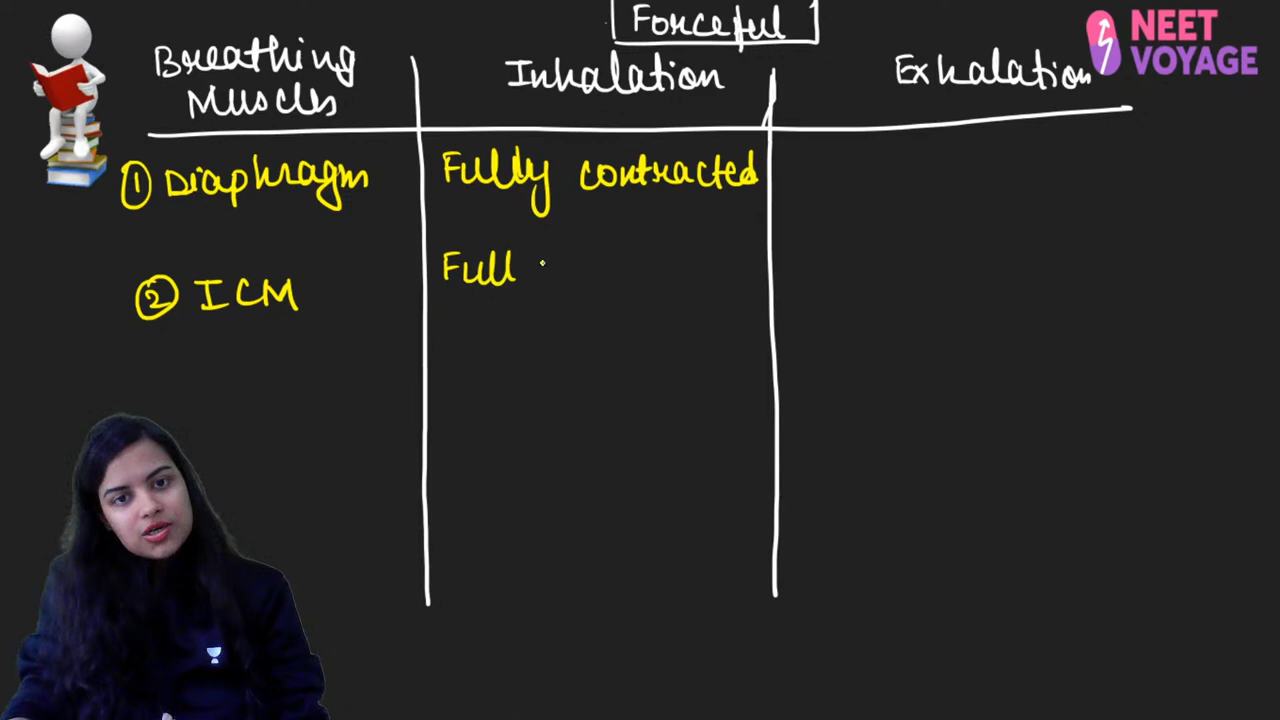 Forceful
NEET
VOYAGE
Breathing
Muscles
Inhalation
Exhalation
① Diaphragm
Fully contracted
② ICM
Full